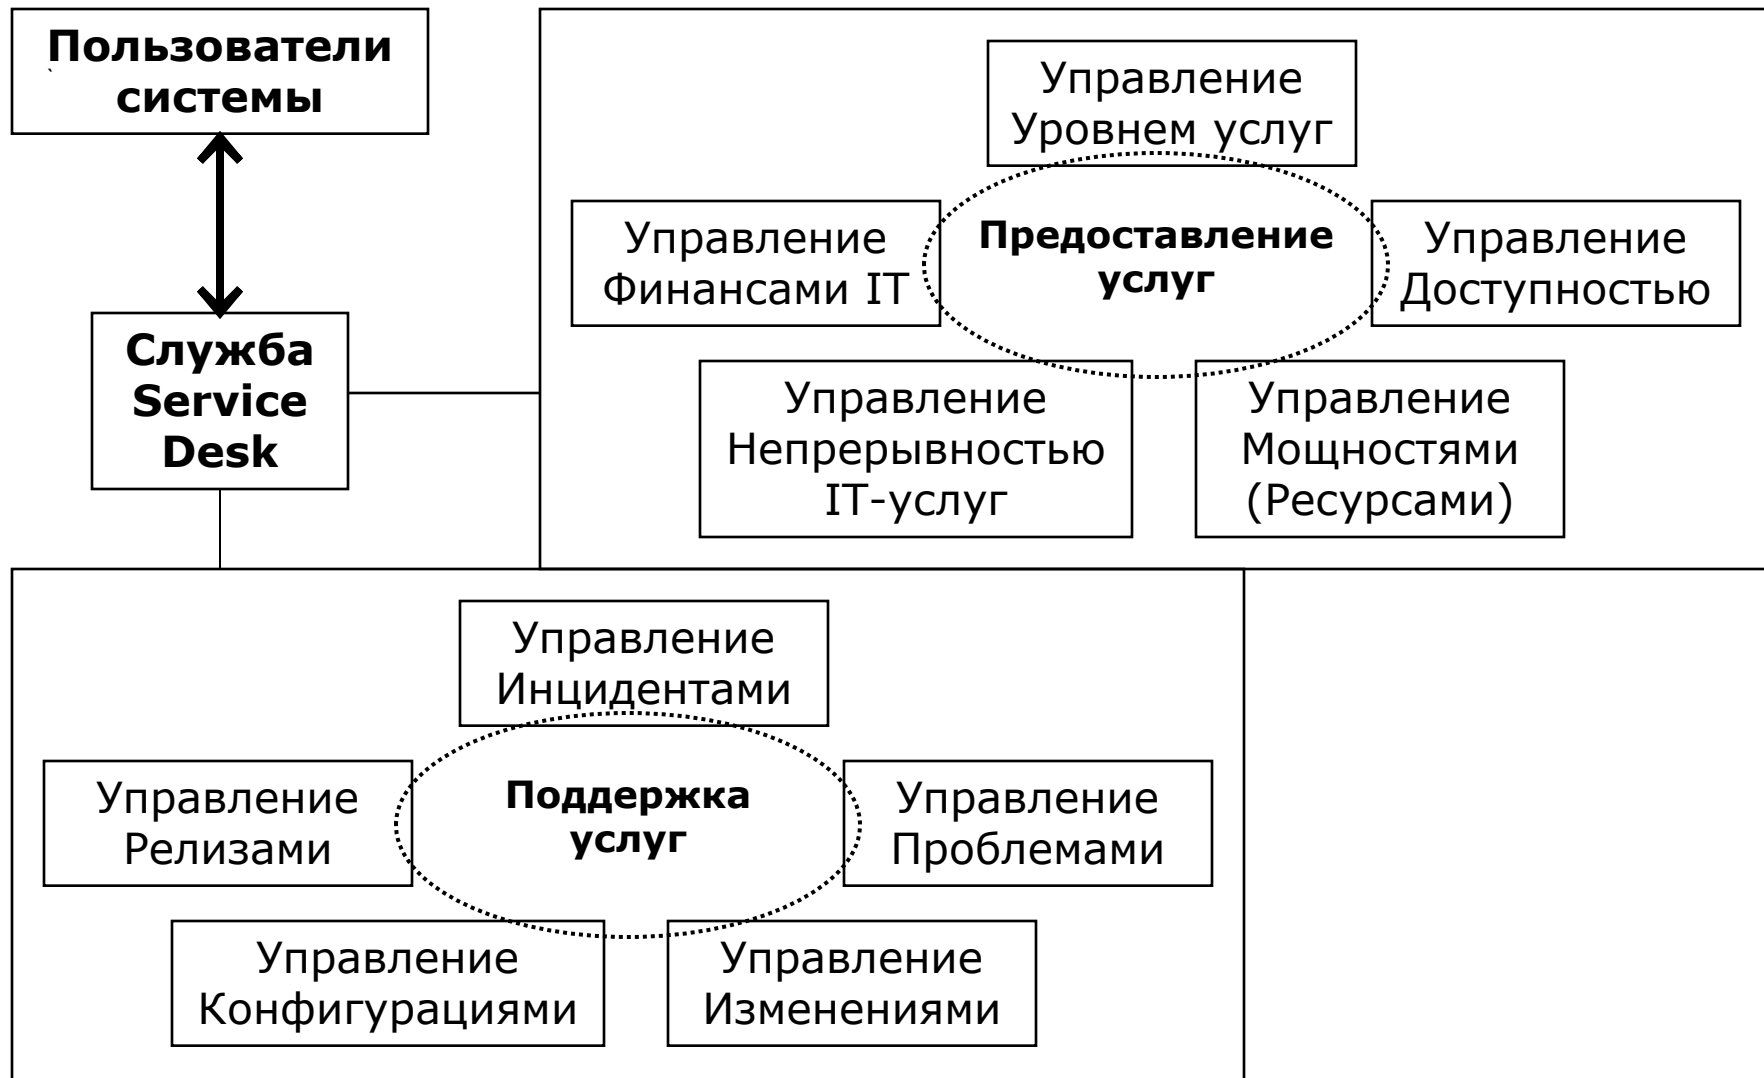 Пользователи
системы
Служба
Service
Desk
Управление
Уровнем услуг
Управление
Финансами IT
Предоставление
услуг
Управление
Доступностью
Управление
Непрерывностью
IT-услуг
Управление
Мощностями
(Ресурсами)
Управление
Инцидентами
Управление
Релизами
Поддержка
услуг
Управление
Проблемами
Управление
Конфигурациями
Управление
Изменениями